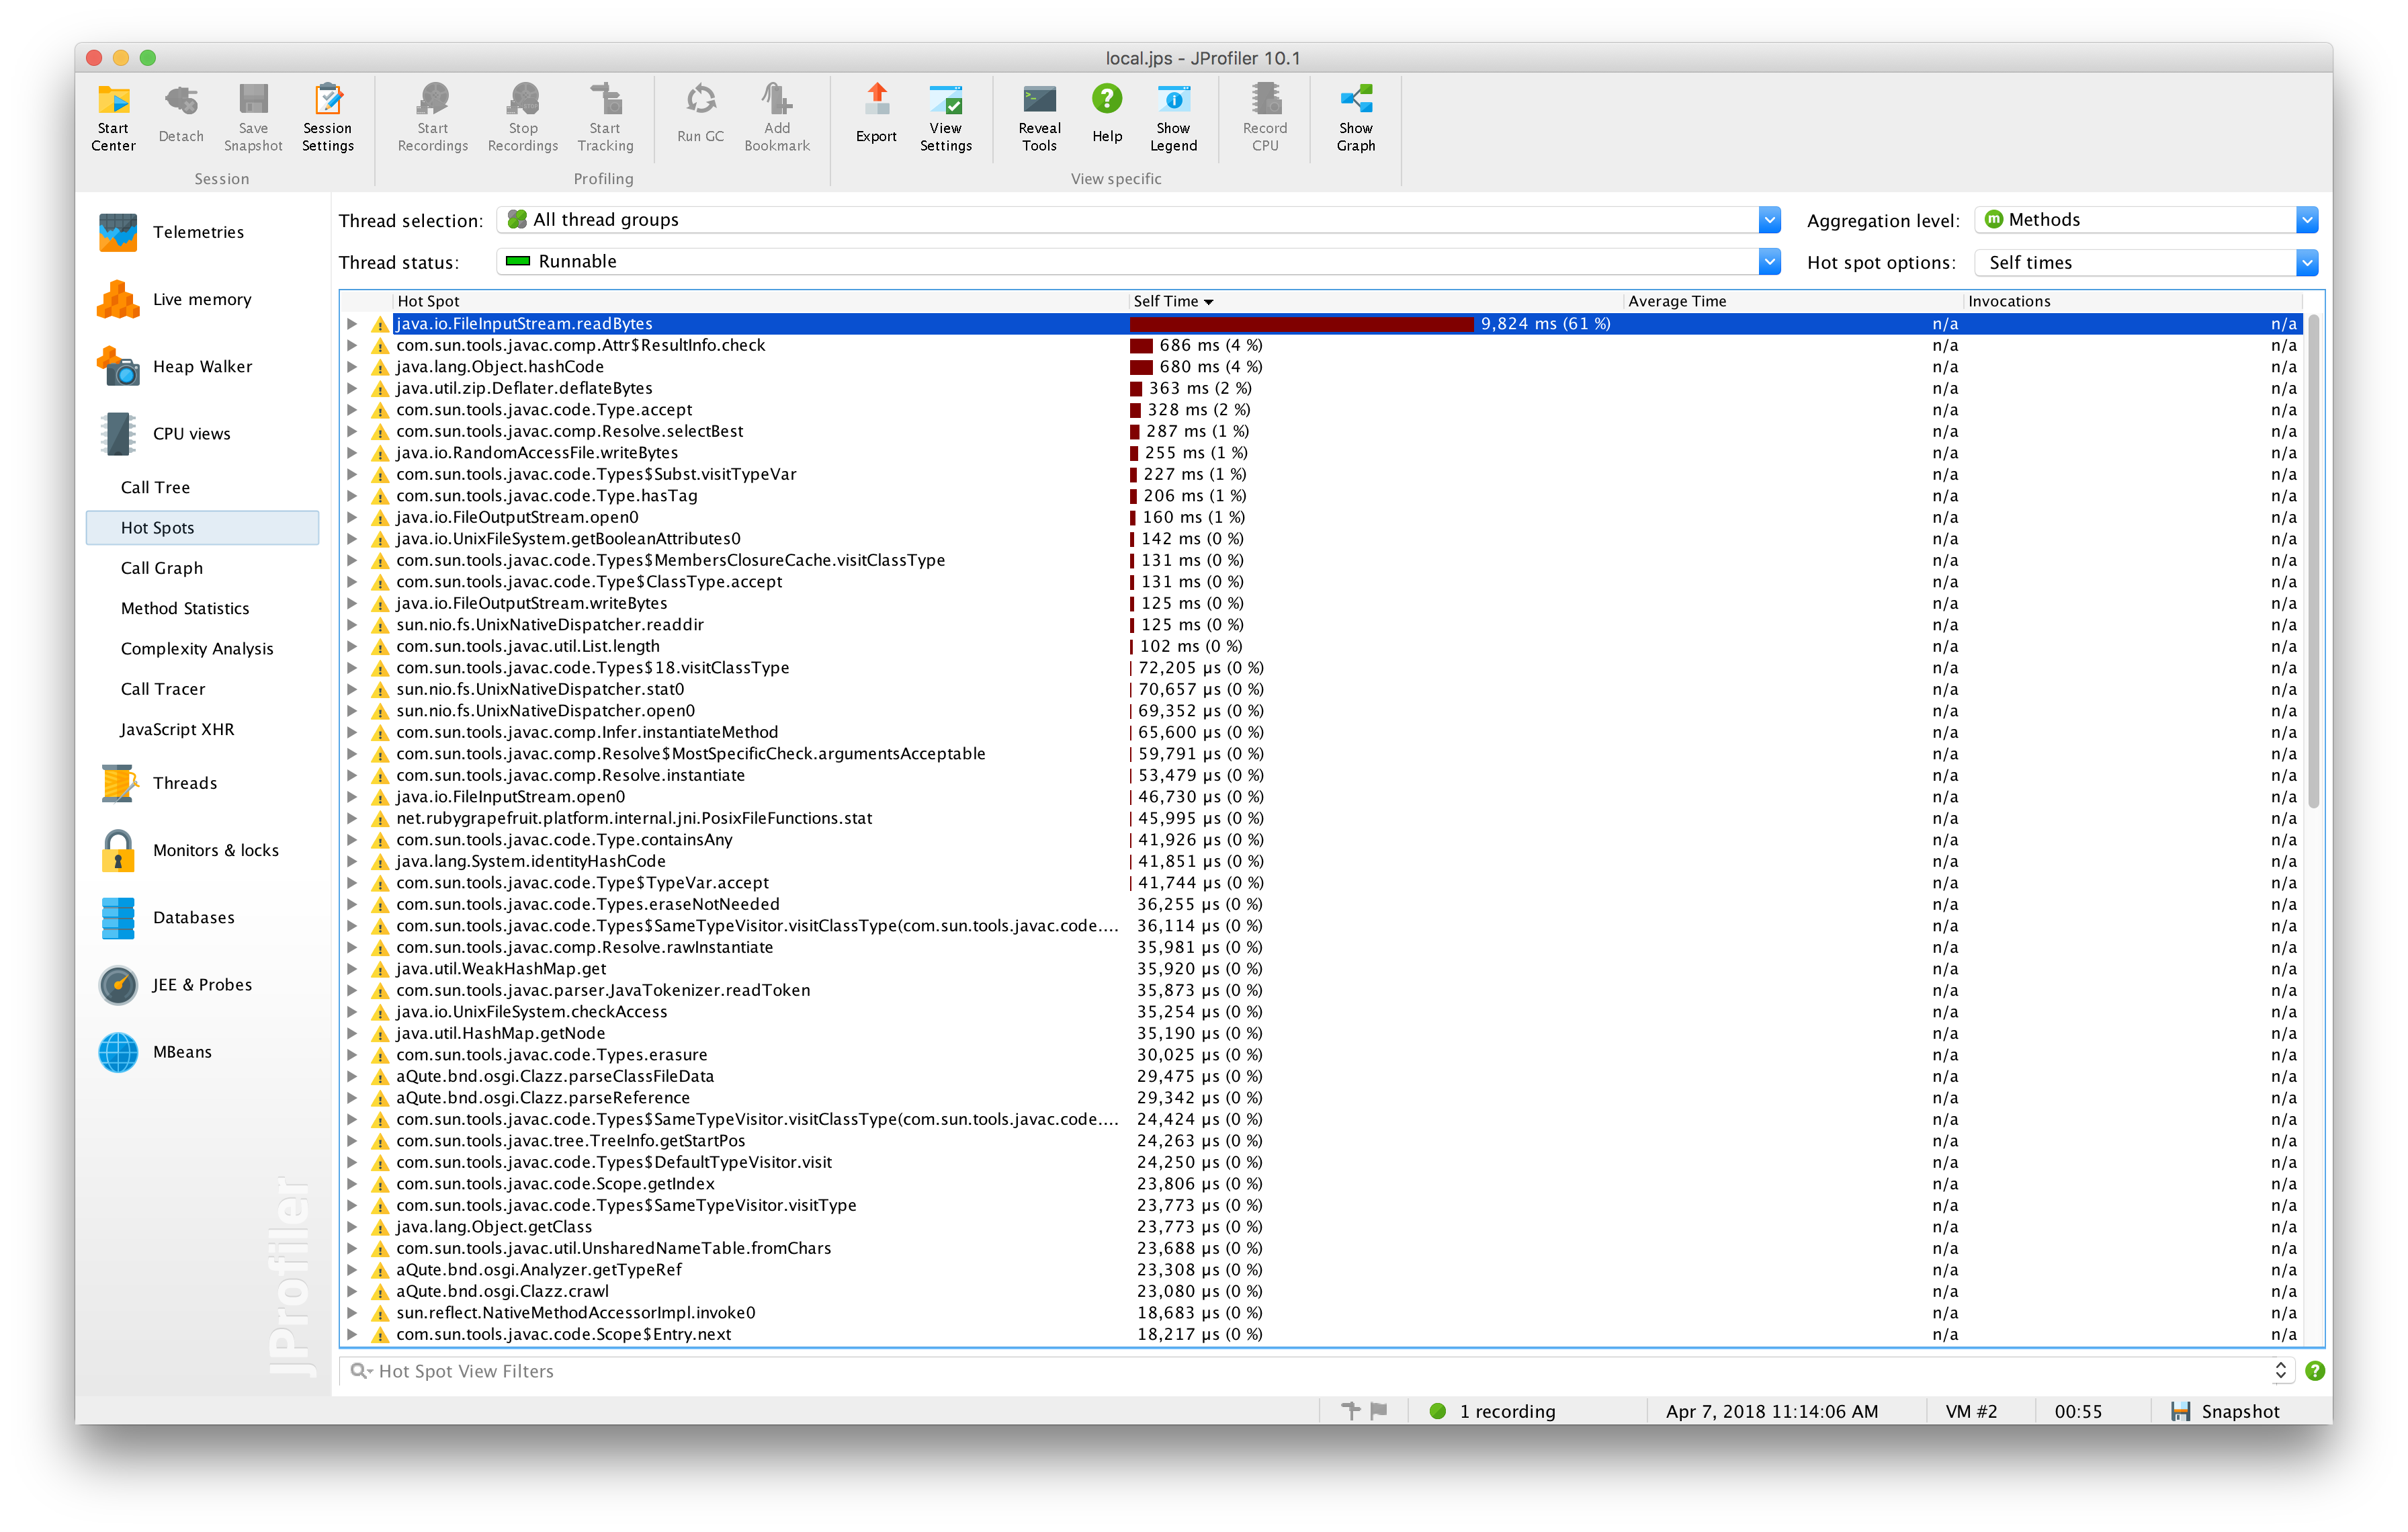 local.jps - JProfiler 10.1
Start Center
Detach
Save Snapshot
Session Settings
Start Recordings
Stop Recordings
Start Tracking
Run GC
Add Bookmark
Export
View Settings
Reveal Tools
Help
Show Legend
Record CPU
Show Graph
Session
Profiling
View specific
Telemetries
Live memory
Heap Walker
CPU views
Call Tree
Hot Spots
Call Graph
Method Statistics
Complexity Analysis
Call Tracer
JavaScript XHR
Threads
Monitors & locks
Databases
JEE & Probes
MBeans
JProfiler
Thread selection: All thread groups Aggregation level: m Methods
Thread status: Runnable Hot spot options: Self times
Hot Spot Self Time Average Time Invocations
java.io.FileInputStream.readBytes 9,824 ms (61 %) n/a n/a
com.sun.tools.javac.comp.Attr$ResultInfo.check 686 ms (4 %) n/a n/a
java.lang.Object.hashCode 680 ms (4 %) n/a n/a
java.util.zip.Deflater.deflateBytes 363 ms (2 %) n/a n/a
com.sun.tools.javac.code.Type.accept 328 ms (2 %) n/a n/a
com.sun.tools.javac.comp.Resolve.selectBest 287 ms (1 %) n/a n/a
java.io.RandomAccessFile.writeBytes 255 ms (1 %) n/a n/a
com.sun.tools.javac.code.Types$Subst.visitTypeVar 227 ms (1 %) n/a n/a
com.sun.tools.javac.code.Type.hasTag 206 ms (1 %) n/a n/a
java.io.FileOutputStream.open0 160 ms (1 %) n/a n/a
java.io.UnixFileSystem.getBooleanAttributes0 142 ms (0 %) n/a n/a
com.sun.tools.javac.code.Types$MembersClosureCache.visitClassType 131 ms (0 %) n/a n/a
com.sun.tools.javac.code.Type$ClassType.accept 131 ms (0 %) n/a n/a
java.io.FileOutputStream.writeBytes 125 ms (0 %) n/a n/a
sun.nio.fs.UnixNativeDispatcher.readdir 125 ms (0 %) n/a n/a
com.sun.tools.javac.util.List.length 102 ms (0 %) n/a n/a
com.sun.tools.javac.code.Types$18.visitClassType 72,205 µs (0 %) n/a n/a
sun.nio.fs.UnixNativeDispatcher.stat0 70,657 µs (0 %) n/a n/a
sun.nio.fs.UnixNativeDispatcher.open0 69,352 µs (0 %) n/a n/a
com.sun.tools.javac.comp.Infer.instantiateMethod 65,600 µs (0 %) n/a n/a
com.sun.tools.javac.comp.Resolve$MostSpecificCheck.argumentsAcceptable 59,791 µs (0 %) n/a n/a
com.sun.tools.javac.comp.Resolve.instantiate 53,479 µs (0 %) n/a n/a
java.io.FileInputStream.open0 46,730 µs (0 %) n/a n/a
net.rubygrapefruit.platform.internal.jni.PosixFileFunctions.stat 45,995 µs (0 %) n/a n/a
com.sun.tools.javac.code.Type.containsAny 41,926 µs (0 %) n/a n/a
java.lang.System.identityHashCode 41,851 µs (0 %) n/a n/a
com.sun.tools.javac.code.Type$TypeVar.accept 41,744 µs (0 %) n/a n/a
com.sun.tools.javac.code.Types.eraseNotNeeded 36,255 µs (0 %) n/a n/a
com.sun.tools.javac.code.Types$SameTypeVisitor.visitClassType(com.sun.tools.javac.code.... 36,114 µs (0 %) n/a n/a
com.sun.tools.javac.comp.Resolve.rawInstantiate 35,981 µs (0 %) n/a n/a
java.util.WeakHashMap.get 35,920 µs (0 %) n/a n/a
com.sun.tools.javac.parser.JavaTokenizer.readToken 35,873 µs (0 %) n/a n/a
java.io.UnixFileSystem.checkAccess 35,254 µs (0 %) n/a n/a
java.util.HashMap.getNode 35,190 µs (0 %) n/a n/a
com.sun.tools.javac.code.Types.erasure 30,025 µs (0 %) n/a n/a
aQute.bnd.osgi.Clazz.parseClassFileData 29,475 µs (0 %) n/a n/a
aQute.bnd.osgi.Clazz.parseReference 29,342 µs (0 %) n/a n/a
com.sun.tools.javac.code.Types$SameTypeVisitor.visitClassType(com.sun.tools.javac.code.... 24,424 µs (0 %) n/a n/a
com.sun.tools.javac.tree.TreeInfo.getStartPos 24,263 µs (0 %) n/a n/a
com.sun.tools.javac.code.Types$DefaultTypeVisitor.visit 24,250 µs (0 %) n/a n/a
com.sun.tools.javac.code.Scope.getIndex 23,806 µs (0 %) n/a n/a
com.sun.tools.javac.code.Types$SameTypeVisitor.visitType 23,773 µs (0 %) n/a n/a
java.lang.Object.getClass 23,773 µs (0 %) n/a n/a
com.sun.tools.javac.util.UnsharedNameTable.fromChars 23,688 µs (0 %) n/a n/a
aQute.bnd.osgi.Analyzer.getTypeRef 23,308 µs (0 %) n/a n/a
aQute.bnd.osgi.Clazz.crawl 23,080 µs (0 %) n/a n/a
sun.reflect.NativeMethodAccessorImpl.invoke0 18,683 µs (0 %) n/a n/a
com.sun.tools.javac.code.Scope$Entry.next 18,217 µs (0 %) n/a n/a
Hot Spot View Filters
1 recording Apr 7, 2018 11:14:06 AM VM #2 00:55 Snapshot